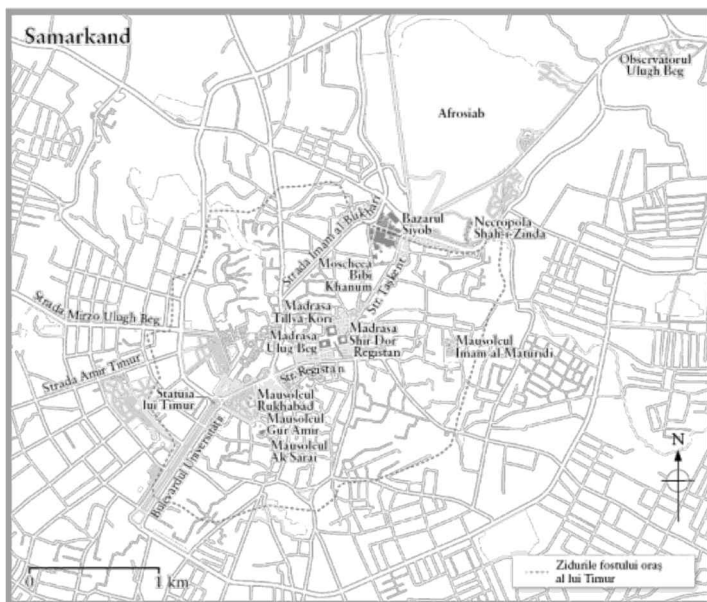 Samarkand
Observatorul
Ulugh Beg
Afrosiab
Strada Imam al-Bukhari
Bazarul
Siyob
Necropola
Shah-i-Zinda
Moscheea
Bibi
Khanum
Str. Taşkent
Strada Mirzo Ulugh Beg
Madrasa
Tillya-Kori
Madrasa
Ulug Beg
Madrasa
Shir-Dor
Registan
Mausoleul
Imam al-Maturidi
Strada Amir Timur
Str. Registan
Statuia
lui Timur
Mausoleul
Rukhabad
Mausoleul
Gur Amir
Mausoleul
Ak Sarai
Bulevardul Universităţii
N
0
1 km
Zidurile fostului oraş
al lui Timur